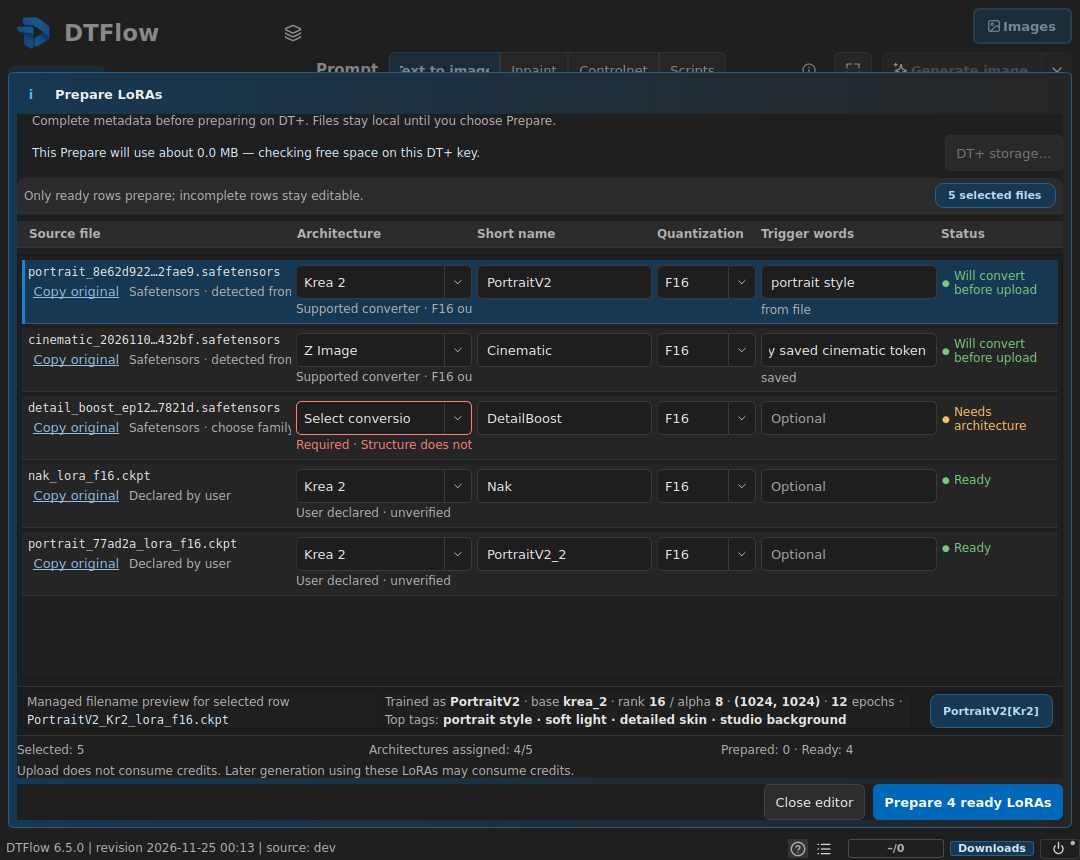 DTFlow
Images
Prompt Text to image Inpaint Controlnet Scripts Generate image
i Prepare LoRAs
Complete metadata before preparing on DT+. Files stay local until you choose Prepare.
This Prepare will use about 0.0 MB — checking free space on this DT+ key.
DT+ storage...
Only ready rows prepare; incomplete rows stay editable.
5 selected files
Source file Architecture Short name Quantization Trigger words Status
portrait_8e62d922…2fae9.safetensors
Copy original Safetensors · detected from
Krea 2
Supported converter · F16 ou
PortraitV2
F16
portrait style
from file
Will convert
before upload
cinematic_2026110…432bf.safetensors
Copy original Safetensors · detected from
Z Image
Supported converter · F16 ou
Cinematic
F16
y saved cinematic token
saved
Will convert
before upload
detail_boost_ep12…7821d.safetensors
Copy original Safetensors · choose family
Select conversio
Required · Structure does not
DetailBoost
F16
Optional
Needs
architecture
nak_lora_f16.ckpt
Copy original Declared by user
Krea 2
User declared · unverified
Nak
F16
Optional
Ready
portrait_77ad2a_lora_f16.ckpt
Copy original Declared by user
Krea 2
User declared · unverified
PortraitV2_2
F16
Optional
Ready
Managed filename preview for selected row
PortraitV2_Kr2_lora_f16.ckpt
Trained as PortraitV2 · base krea_2 · rank 16 / alpha 8 · (1024, 1024) · 12 epochs ·
Top tags: portrait style · soft light · detailed skin · studio background
PortraitV2[Kr2]
Selected: 5 Architectures assigned: 4/5 Prepared: 0 · Ready: 4
Upload does not consume credits. Later generation using these LoRAs may consume credits.
Close editor Prepare 4 ready LoRAs
DTFlow 6.5.0 | revision 2026-11-25 00:13 | source: dev
–/0 Downloads